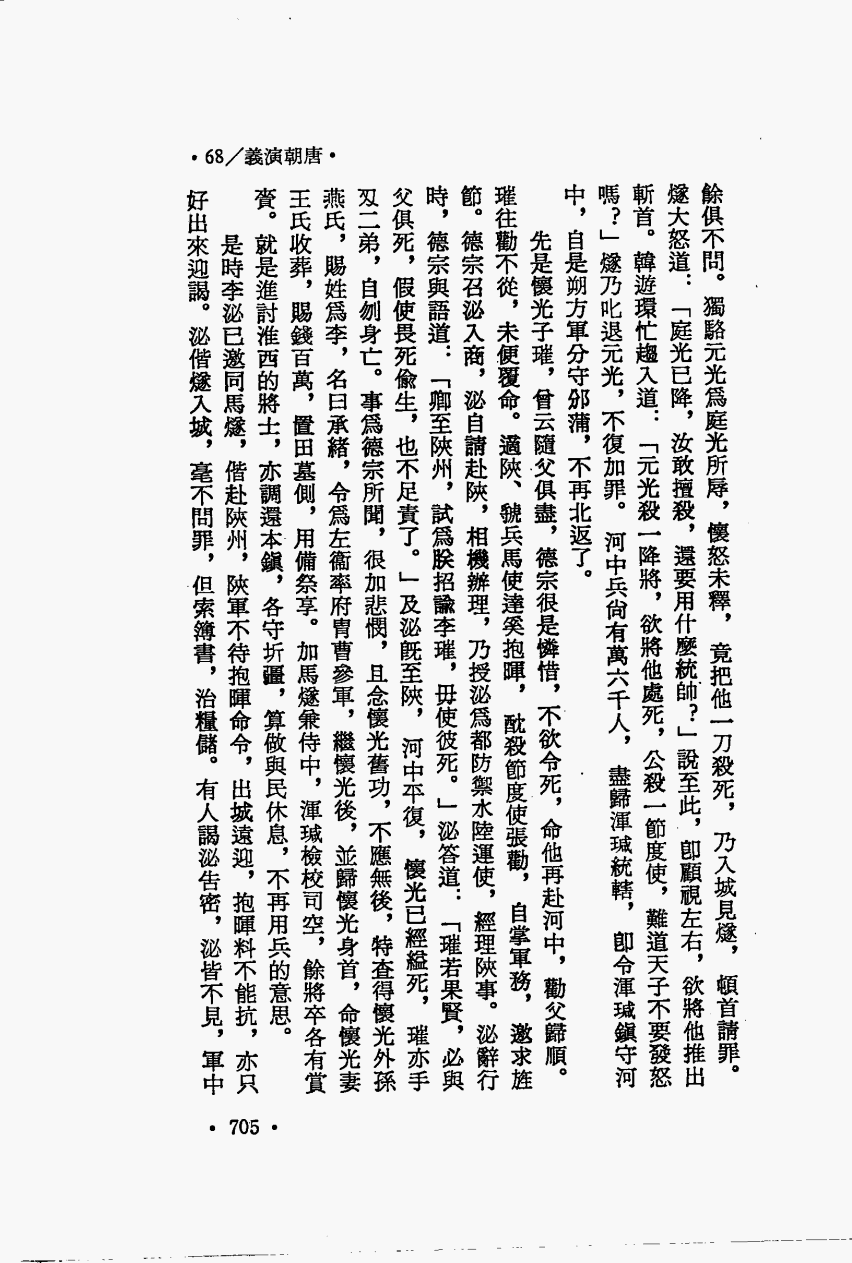 •68/義演朝唐•
餘俱不問。獨駱元光爲庭光所辱，懷怒未釋，竟把他一刀殺死，乃入城見燧，頓首請罪。
燧大怒道：「庭光已降，汝敢擅殺，還要用什麼統帥？」說至此，卽顧視左右，欲將他推出
斬首。韓遊環忙趨入道：「元光殺一降將，欲將他處死，公殺一節度使，難道天子不要發怒
嗎？」燧乃叱退元光，不復加罪。河中兵尙有萬六千人，盡歸渾瑊統轄，卽令渾瑊鎭守河
中，自是朔方軍分守邠蒲，不再北返了。
先是懷光子璀，曾云隨父俱盡，德宗很是憐惜，不欲令死，命他再赴河中，勸父歸順。
璀往勸不從，未便覆命。適陝、虢兵馬使達奚抱暉，酖殺節度使張勸，自掌軍務，邀求旌
節。德宗召泌入商，泌自請赴陝，相機辦理，乃授泌爲都防禦水陸運使，經理陝事。泌辭行
時，德宗與語道：「卿至陝州，試爲朕招諭李璀，毋使彼死。」泌答道：「璀若果賢，必與
父俱死，假使畏死偸生，也不足責了。」及泌旣至陝，河中平復，懷光已經縊死，璀亦手
刄二弟，自刎身亡。事爲德宗所聞，很加悲憫，且念懷光舊功，不應無後，特查得懷光外孫
燕氏，賜姓爲李，名曰承緒，令爲左衞率府冑曹參軍，繼懷光後，並歸懷光身首，命懷光妻
王氏收葬，賜錢百萬，置田墓側，用備祭享。加馬燧兼侍中，渾瑊檢校司空，餘將卒各有賞
賚。就是進討淮西的將士，亦調還本鎭，各守圻疆，算做與民休息，不再用兵的意思。
是時李泌已邀同馬燧，偕赴陝州，陝軍不待抱暉命令，出城遠迎，抱暉料不能抗，亦只
好出來迎謁。泌偕燧入城，毫不問罪，但索簿書，治糧儲。有人謁泌吿密，泌皆不見，軍中
•705•